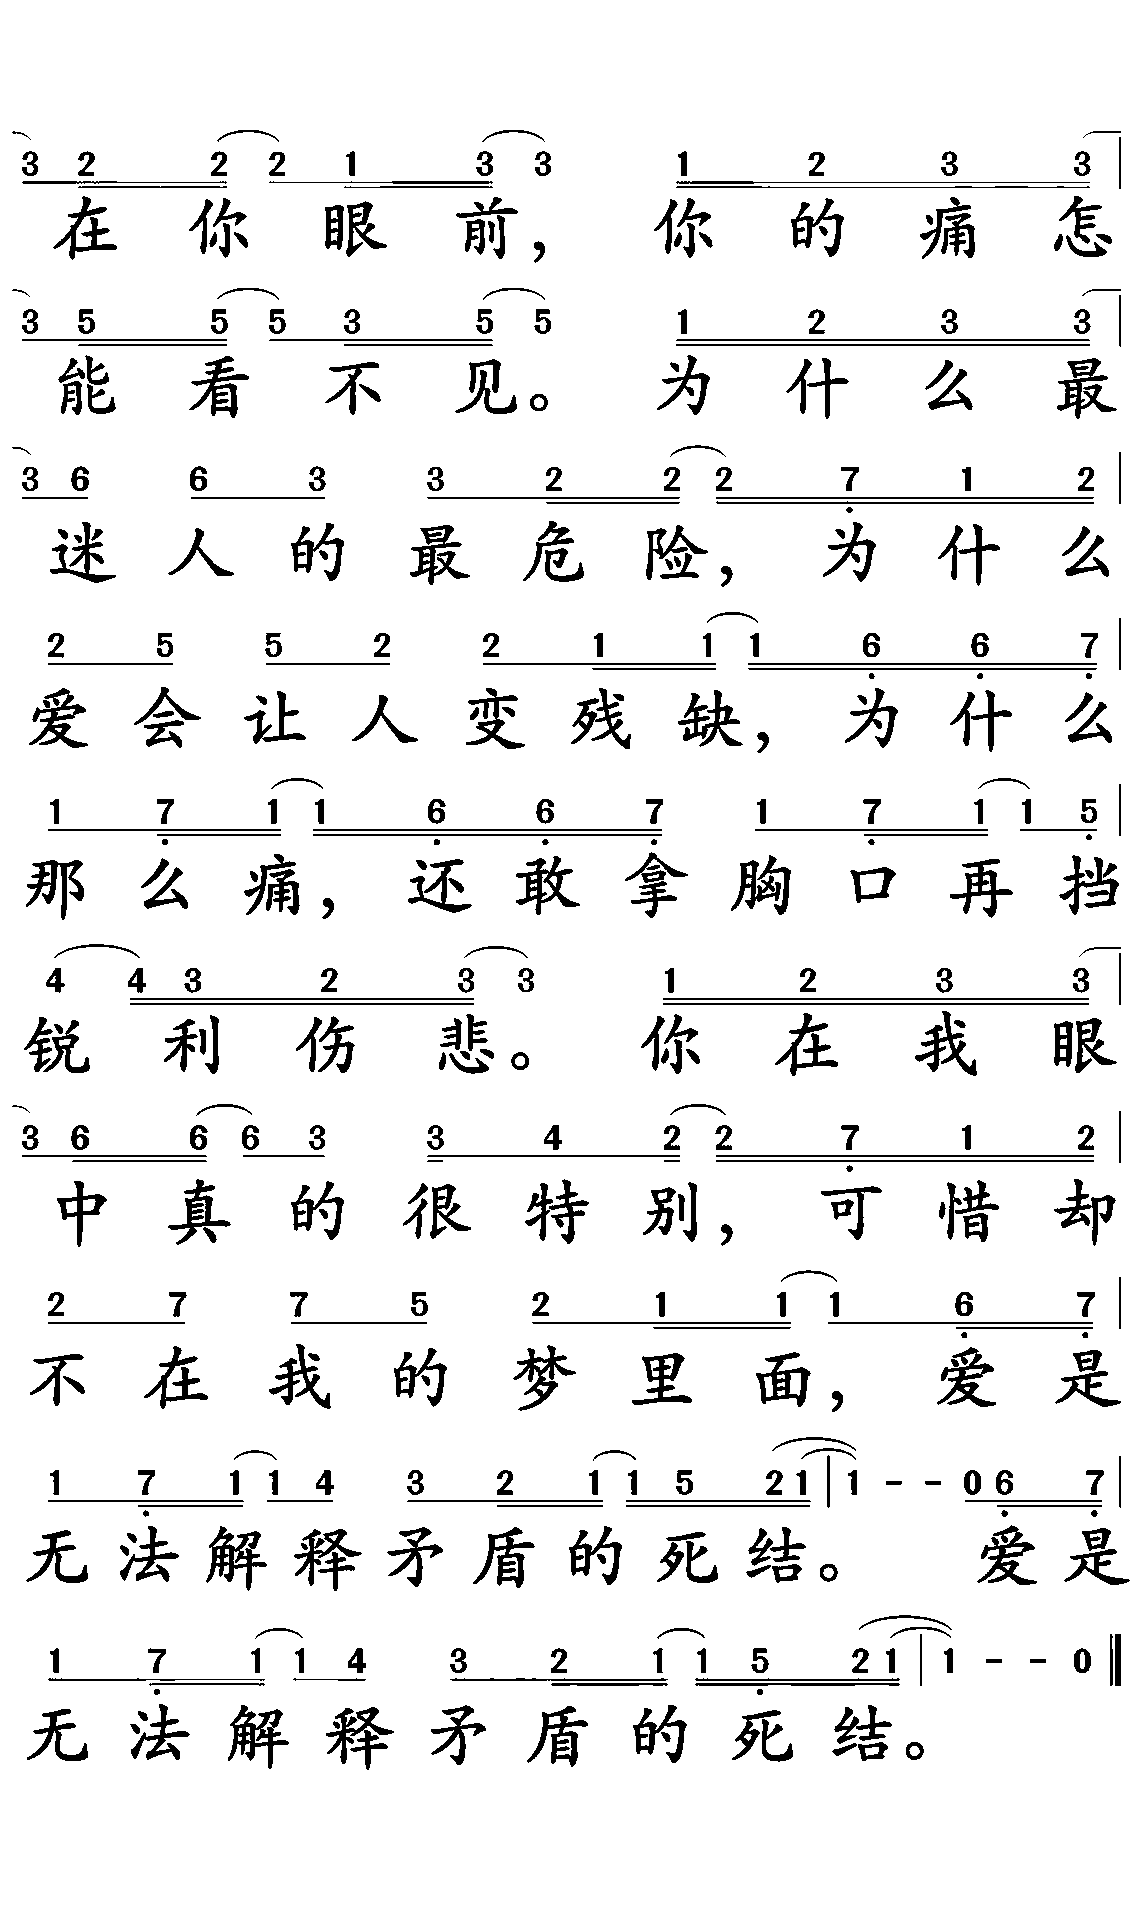 3 2 2 2 1 3 3 1 2 3 3
在你眼前，你的痛怎
3 5 5 5 3 5 5 1 2 3 3
能看不见。为什么最
3 6 6 3 3 2 2 2 7 1 2
迷人的最危险，为什么
2 5 5 2 2 1 1 1 6 6 7
爱会让人变残缺，为什么
1 7 1 1 6 6 7 1 7 1 1 5
那么痛，还敢拿胸口再挡
4 4 3 2 3 3 1 2 3 3
锐利伤悲。你在我眼
3 6 6 6 3 3 4 2 2 7 1 2
中真的很特别，可惜却
2 7 7 5 2 1 1 1 6 7
不在我的梦里面，爱是
1 7 1 1 4 3 2 1 1 5 2 1 | 1 - - 0 6 7
无法解释矛盾的死结。爱是
1 7 1 1 4 3 2 1 1 5 2 1 | 1 - - 0
无法解释矛盾的死结。